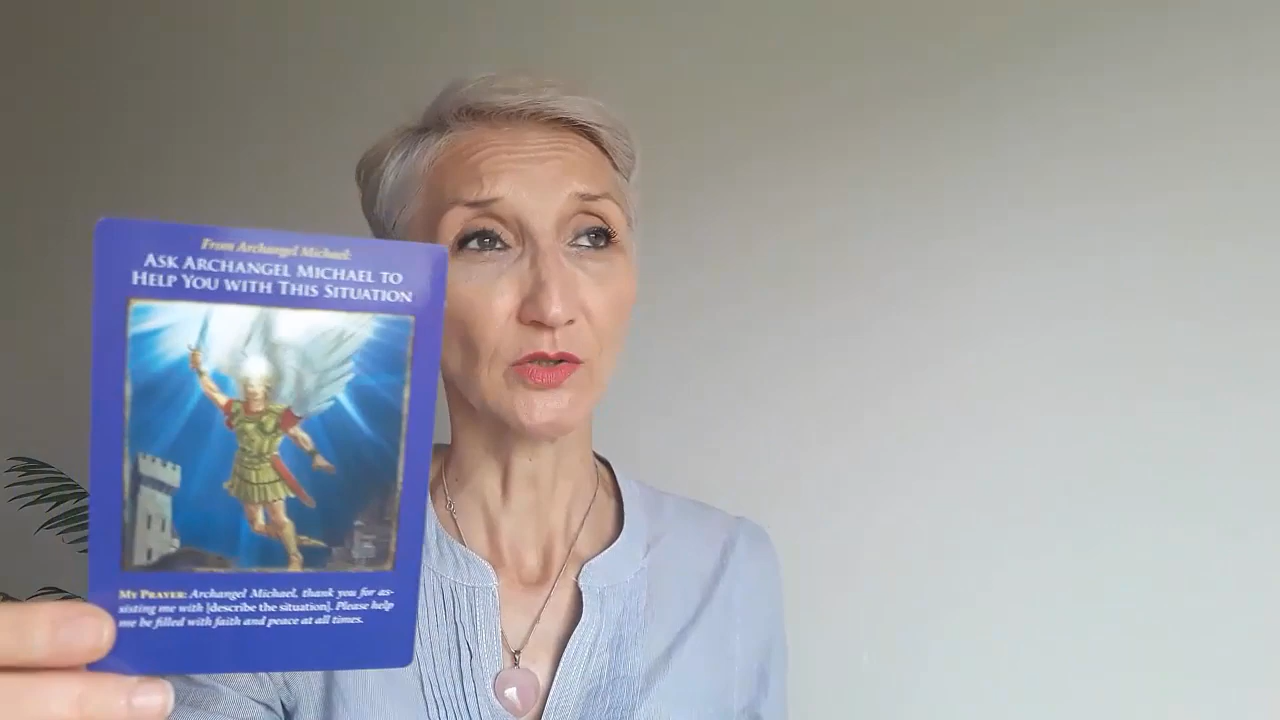 From Archangel Michael:
ASK ARCHANGEL MICHAEL TO
HELP YOU WITH THIS SITUATION
MY PRAYER: Archangel Michael, thank you for as-
sisting me with [describe the situation]. Please help
me be filled with faith and peace at all times.